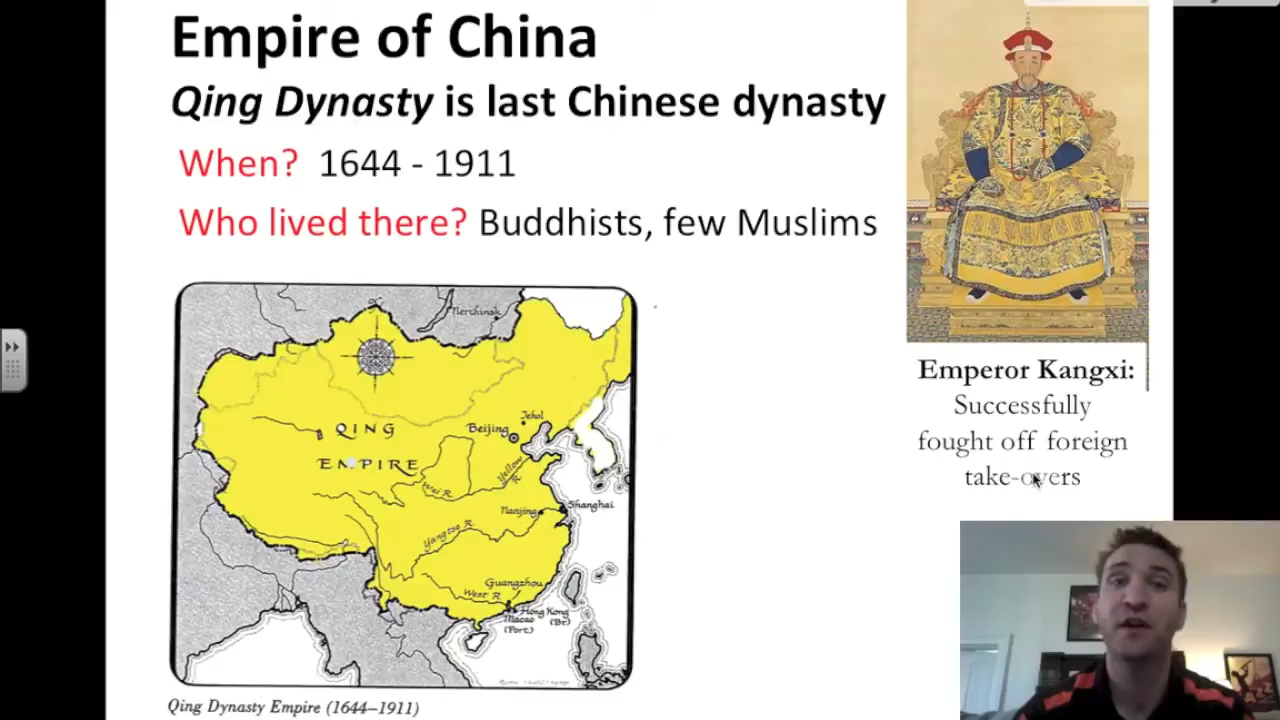 Empire of China
Qing Dynasty is last Chinese dynasty
When? 1644 - 1911
Who lived there? Buddhists, few Muslims
Nerchinsk
QING
EMPIRE
Jehol
Beijing
Yellow R.
Wei R.
Nanjing
Shanghai
Yangtze R.
Guangzhou
West R.
Hong Kong
(Br.)
Macao
(Port.)
Qing Dynasty Empire (1644–1911)
Emperor Kangxi:
Successfully
fought off foreign
take-overs